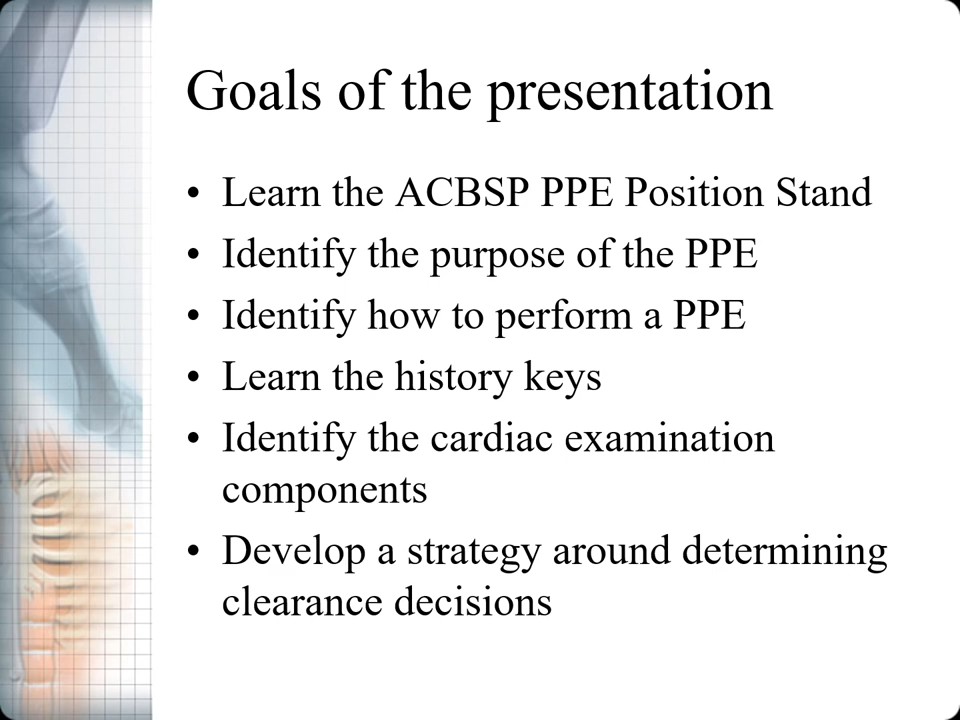 Goals of the presentation
• Learn the ACBSP PPE Position Stand
• Identify the purpose of the PPE
• Identify how to perform a PPE
• Learn the history keys
• Identify the cardiac examination
components
• Develop a strategy around determining
clearance decisions